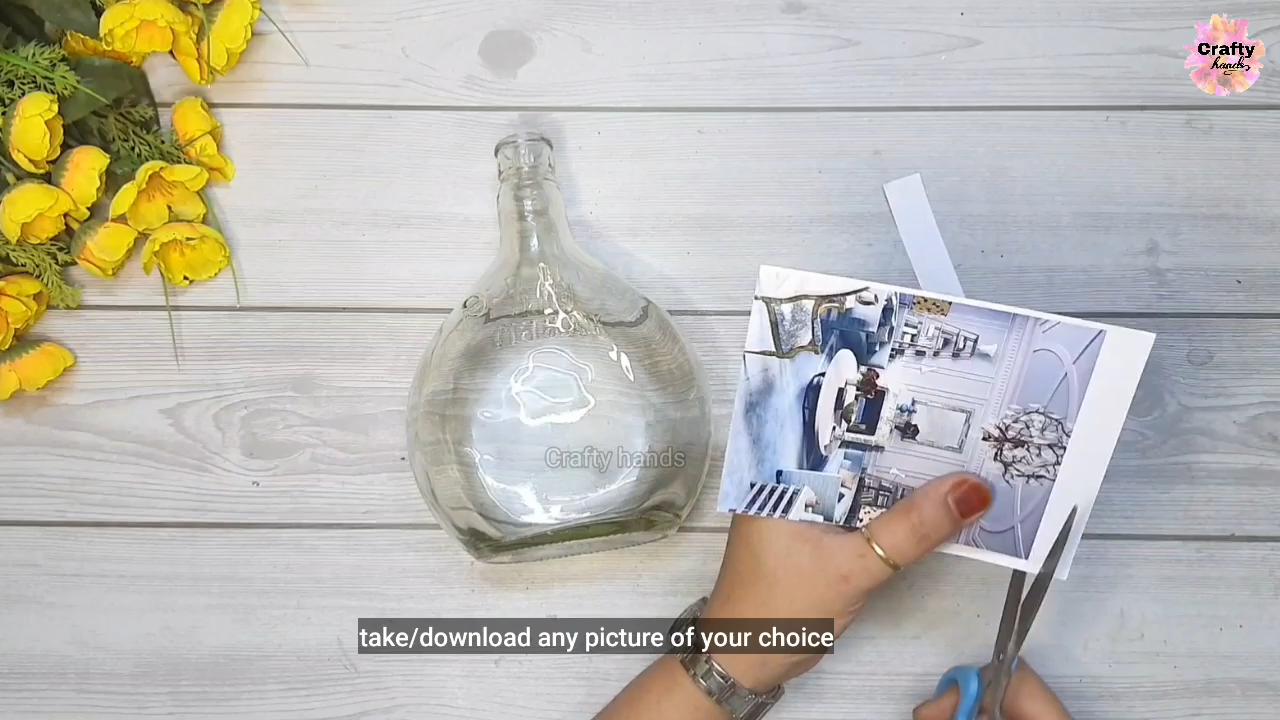 Crafty
hands
Crafty hands
take/download any picture of your choice